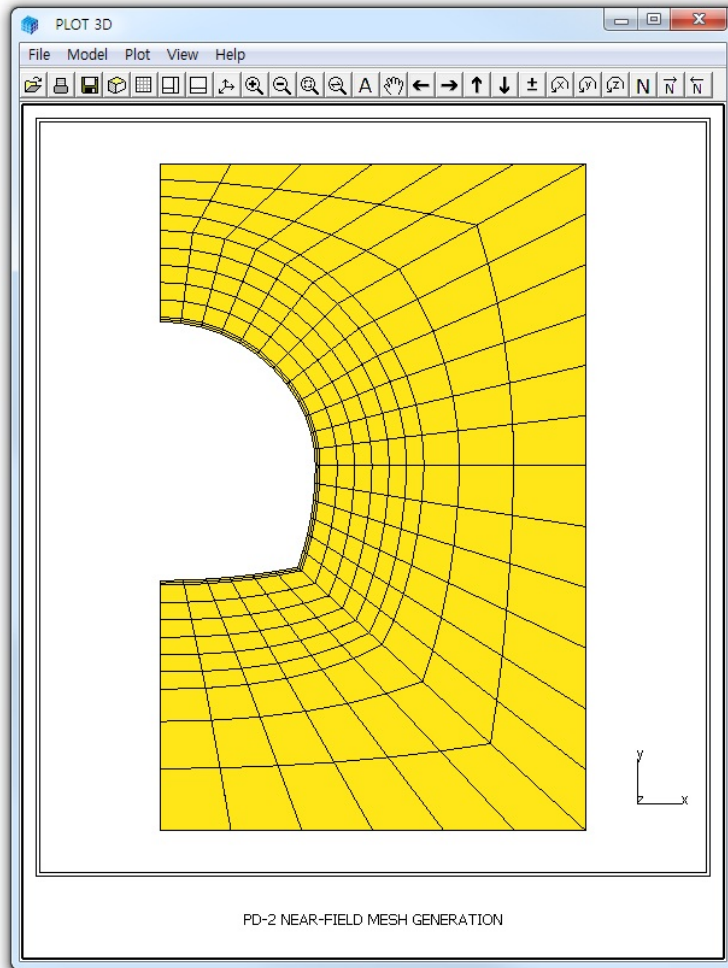 PLOT 3D
File Model Plot View Help
A ± x y z N N N
y
z x
PD-2 NEAR-FIELD MESH GENERATION